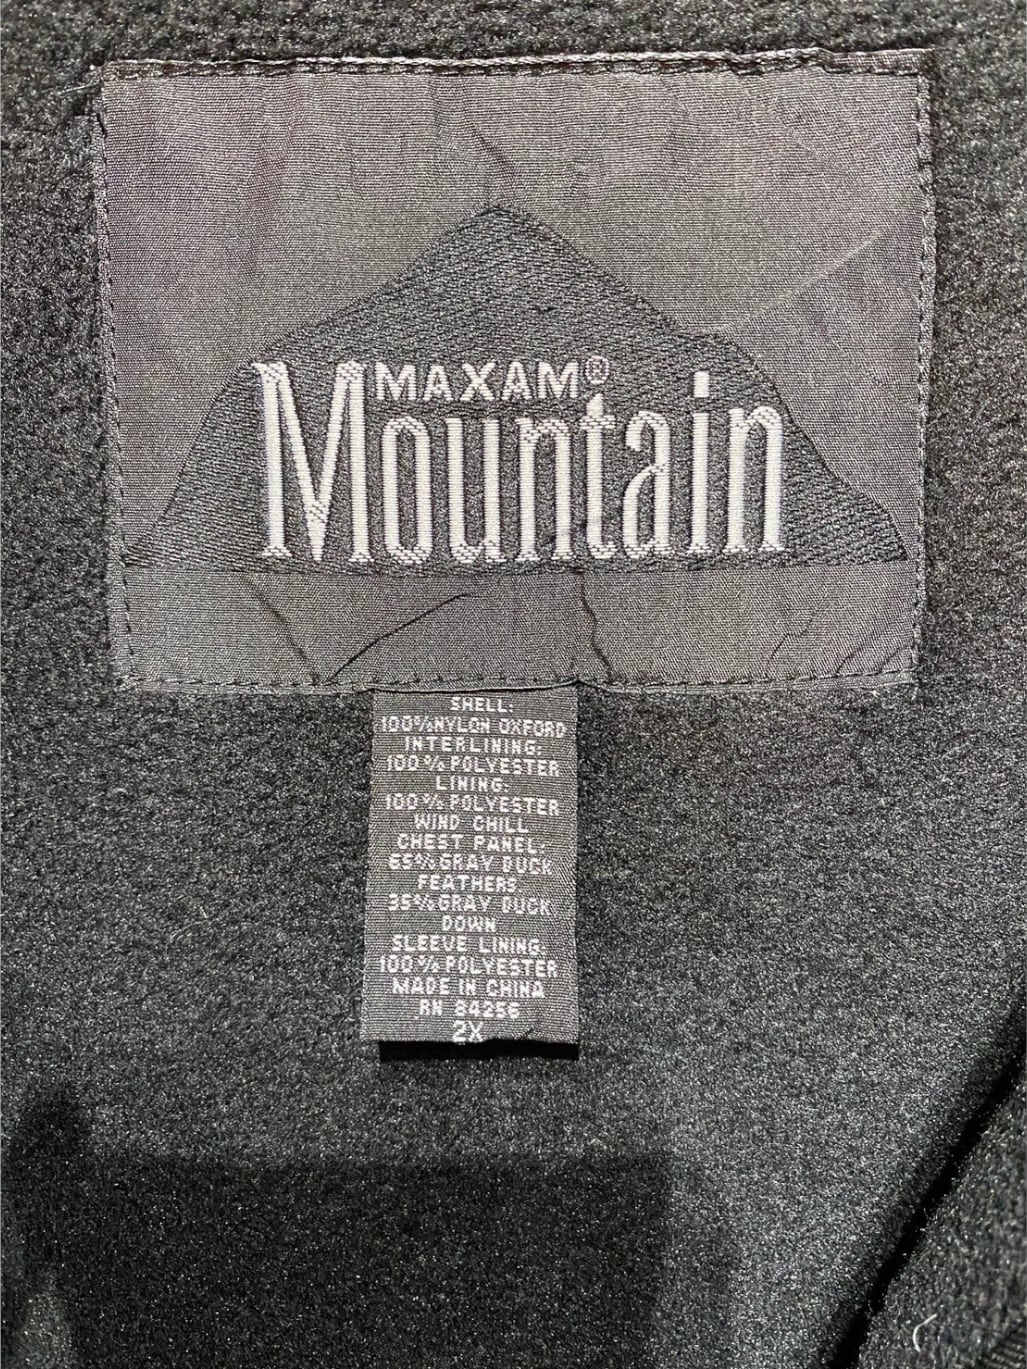 MAXAM®
Mountain
SHELL:
100%NYLON OXFORD
INTERLINING:
100% POLYESTER
LINING:
100% POLYESTER
WIND CHILL
CHEST PANEL:
65%GRAY DUCK
FEATHERS
35%GRAY DUCK
DOWN
SLEEVE LINING:
100% POLYESTER
MADE IN CHINA
RN 84256
2X